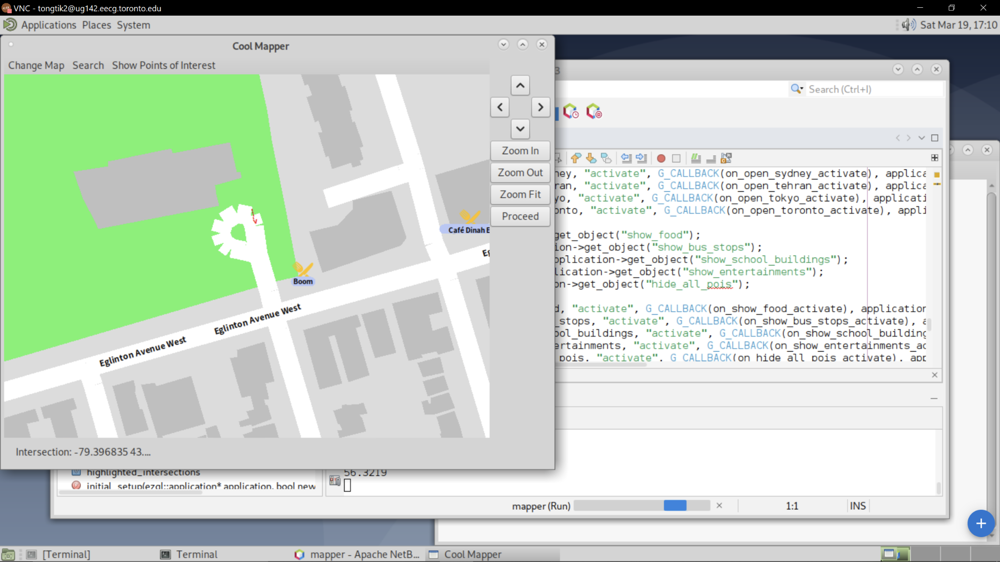 VNC - tongtik2@ug142.eecg.toronto.edu
Applications Places System
Sat Mar 19, 17:10
Cool Mapper
Change Map Search Show Points of Interest
Zoom In
Zoom Out
Zoom Fit
Proceed
Café Dinah E
Boom
Eglinton Avenue West
Eglinton Avenue West
Eg
Intersection: -79.396835 43....
3
Search (Ctrl+I)
ney, "activate", G_CALLBACK(on_open_sydney_activate), applica
ran, "activate", G_CALLBACK(on_open_tehran_activate), applica
yo, "activate", G_CALLBACK(on_open_tokyo_activate), applicati
onto, "activate", G_CALLBACK(on_open_toronto_activate), appli
get_object("show_food");
ion->get_object("show_bus_stops");
pplication->get_object("show_school_buildings");
lication->get_object("show_entertainments");
on->get_object("hide_all_pois");
d, "activate", G_CALLBACK(on_show_food_activate), application
_stops, "activate", G_CALLBACK(on_show_bus_stops_activate), a
ool_buildings, "activate", G_CALLBACK(on_show_school_building
ertainments, "activate", G_CALLBACK(on_show_entertainments_ac
_pois, "activate", G_CALLBACK(on_hide_all_pois_activate), app
highlighted_intersections
initial_setup(ezgl::application* application, bool new
56.3219
mapper (Run)
1:1
INS
[Terminal]
Terminal
mapper - Apache NetB...
Cool Mapper